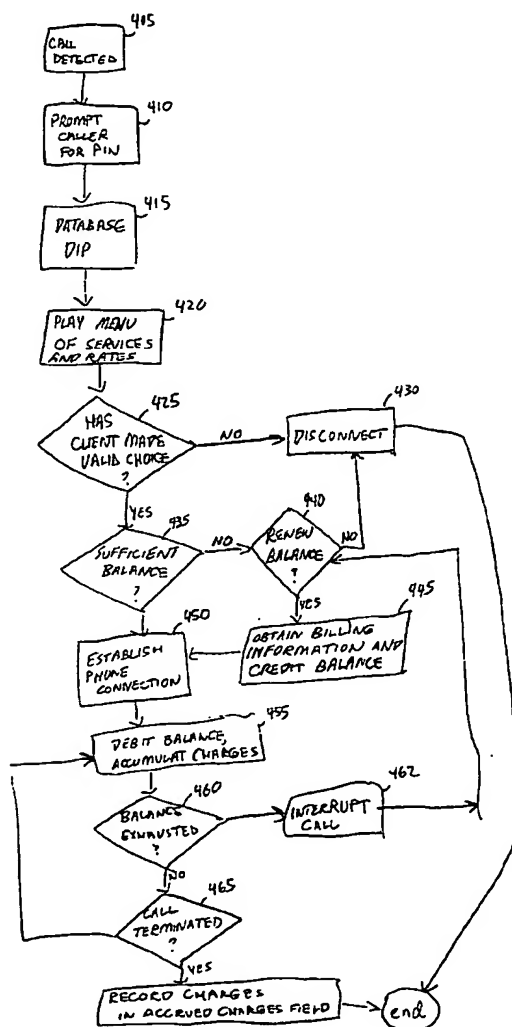 405
CALL
DETECTED
410
PROMPT
CALLER
FOR PIN
415
DATABASE
DIP
420
PLAY MENU
OF SERVICES
AND RATES
425
HAS
CLIENT MADE
VALID CHOICE
?
NO
430
DISCONNECT
YES
435
SUFFICIENT
BALANCE
?
NO
440
RENEW
BALANCE
?
NO
YES
445
OBTAIN BILLING
INFORMATION AND
CREDIT BALANCE
450
ESTABLISH
PHONE
CONNECTION
455
DEBIT BALANCE,
ACCUMULAT CHARGES
460
BALANCE
EXHAUSTED
?
462
INTERRUPT
CALL
NO
465
CALL
TERMINATED
?
YES
RECORD CHARGES
IN ACCRUED CHARGES FIELD
end